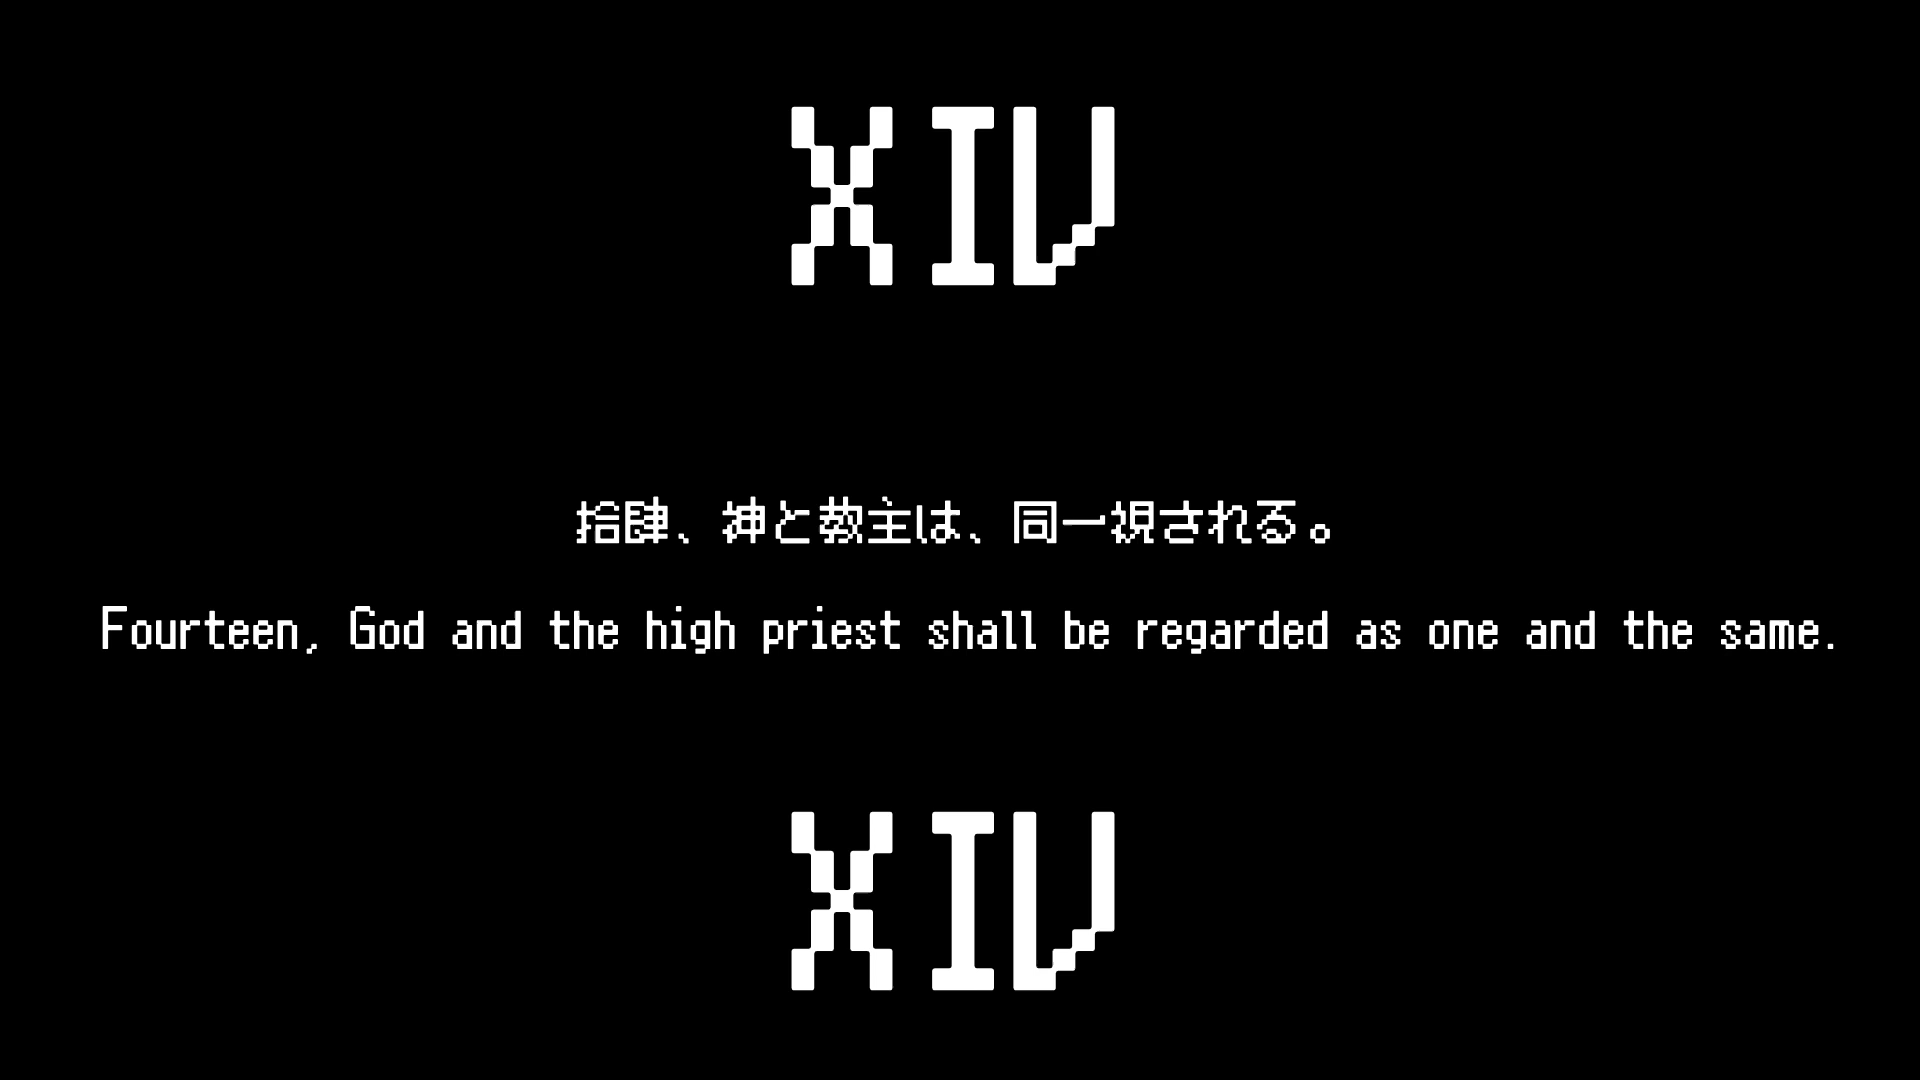 XIV
拾肆、神と教主は、同一視される。
Fourteen, God and the high priest shall be regarded as one and the same.
XIV